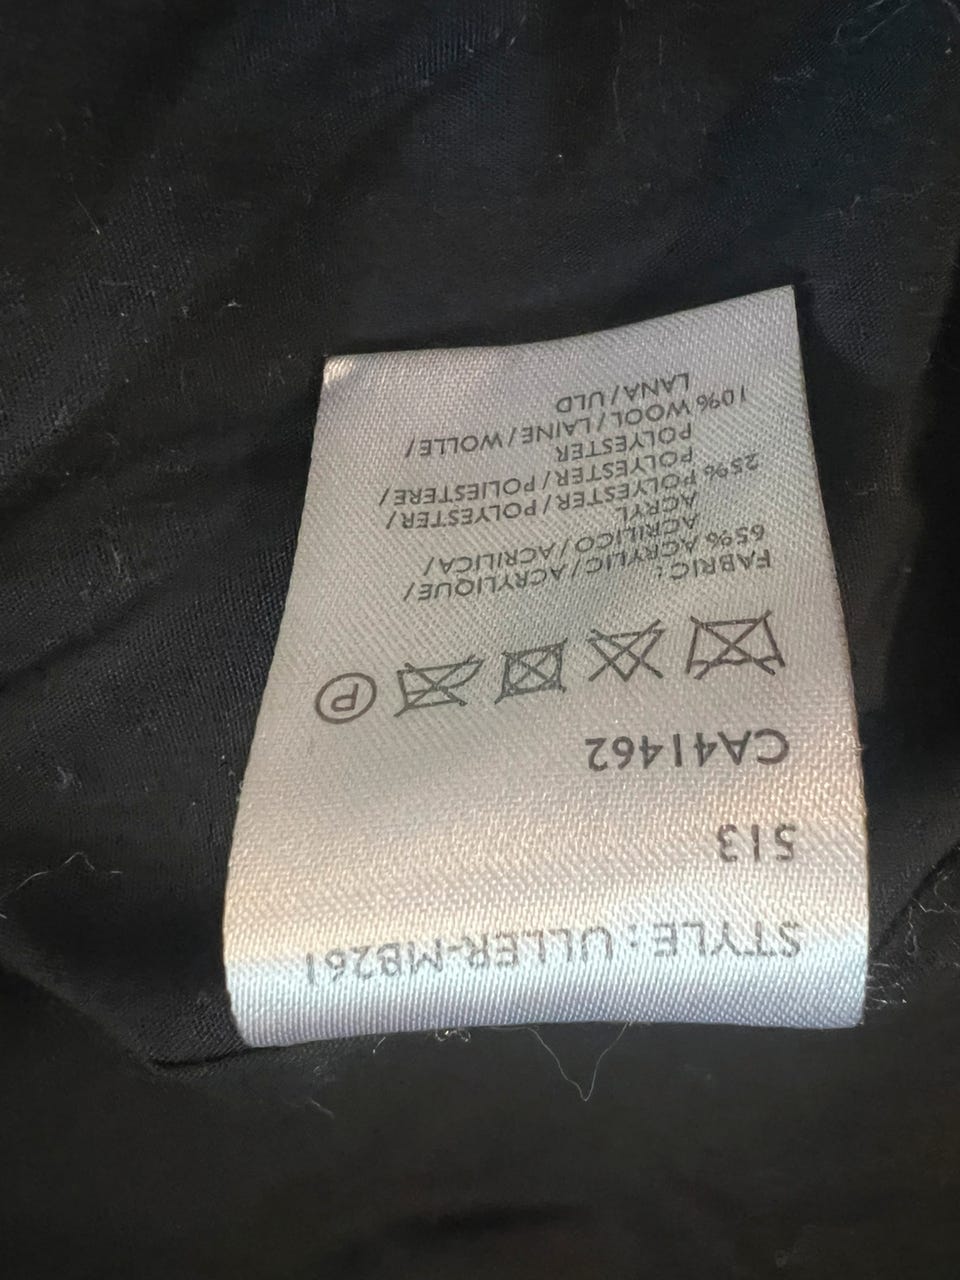 STYLE: ULLER-MB261
513
CA41462
P
FABRIC:
65% ACRYLIC/ACRYLIQUE/
ACRILICO/ACRILICA/
ACRYL
25% POLYESTER/POLYESTER/
POLYESTER/POLIESTERE/
POLYESTER
10% WOOL/LAINE/WOLLE/
LANA/ULD